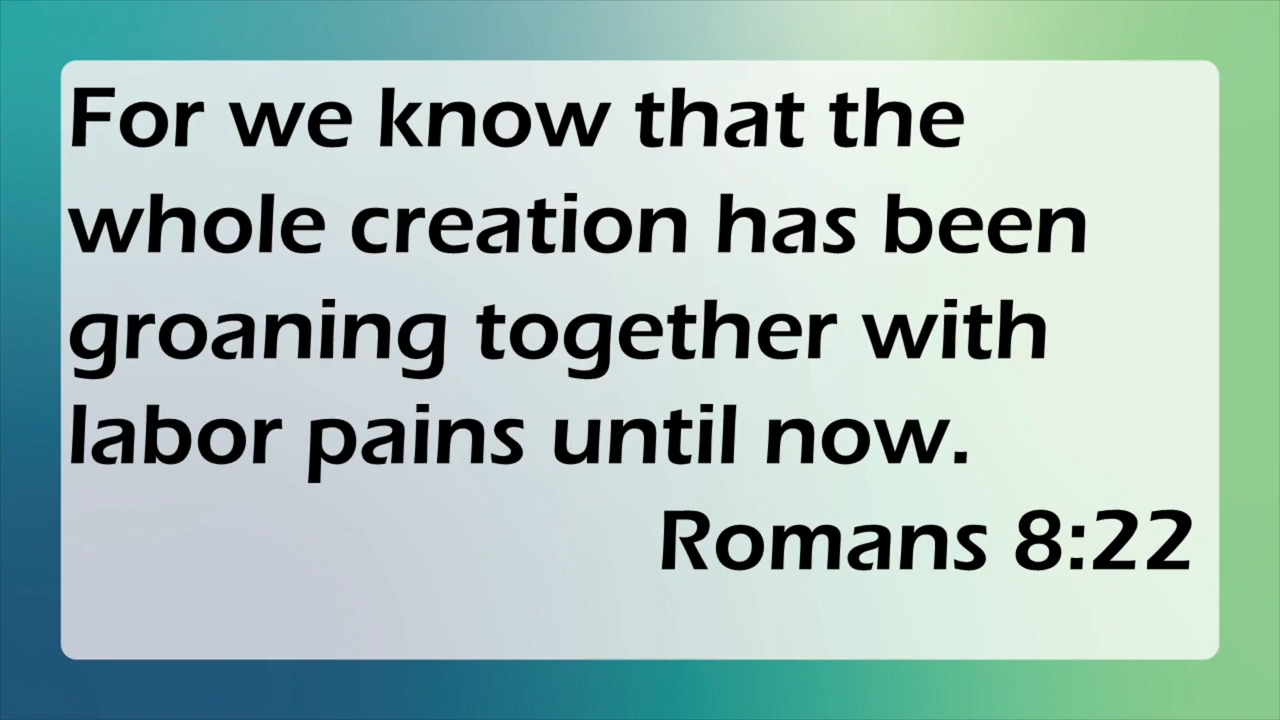 For we know that the
whole creation has been
groaning together with
labor pains until now.
Romans 8:22